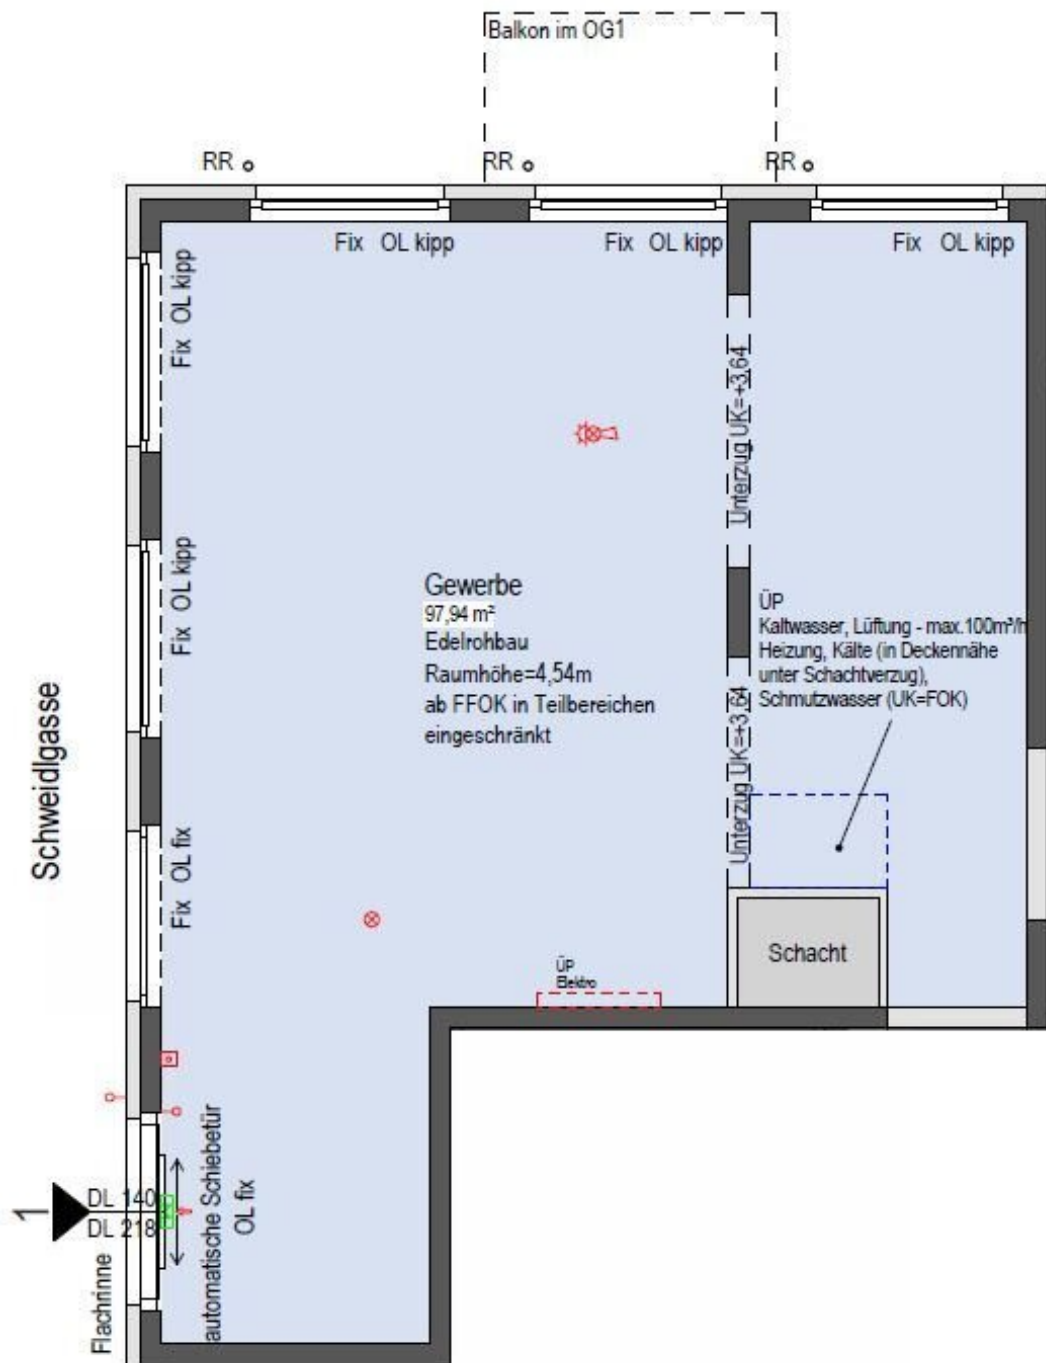 Balkon im OG1
RR
RR
RR
Fix OL kipp
Fix OL kipp
Fix OL kipp
Fix OL kipp
Fix OL kipp
Fix OL fix
Unterzug UK=+3,64
Unterzug UK=+3,64
Gewerbe
97,94 m²
Edelrohbau
Raumhöhe=4,54m
ab FFOK in Teilbereichen
eingeschränkt
ÜP
Kaltwasser, Lüftung - max.100m³/h
Heizung, Kälte (in Deckennähe
unter Schachtverzug),
Schmutzwasser (UK=FOK)
Schweidlgasse
Schacht
ÜP
Elektro
automatische Schiebetür
OL fix
1
DL 140
DL 218
Flachrinne